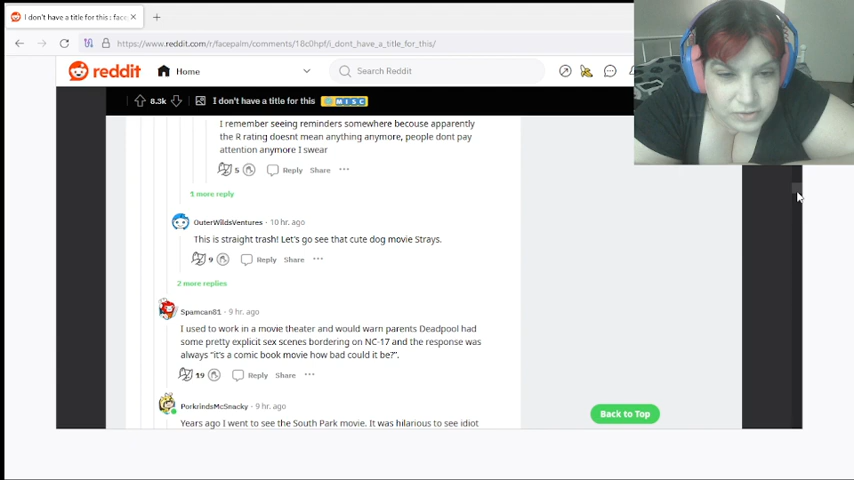 I don't have a title for this : face
https://www.reddit.com/r/facepalm/comments/18c0hpf/i_dont_have_a_title_for_this/
reddit Home Search Reddit
8.3k I don't have a title for this MISC
I remember seeing reminders somewhere becouse apparently
the R rating doesnt mean anything anymore, people dont pay
attention anymore I swear
5 Reply Share
1 more reply
OuterWildsVentures · 10 hr. ago
This is straight trash! Let's go see that cute dog movie Strays.
9 Reply Share
2 more replies
Spamcan81 · 9 hr. ago
I used to work in a movie theater and would warn parents Deadpool had
some pretty explicit sex scenes bordering on NC-17 and the response was
always "it's a comic book movie how bad could it be?".
19 Reply Share
PorkrindsMcSnacky · 9 hr. ago
Years ago I went to see the South Park movie. It was hilarious to see idiot
Back to Top